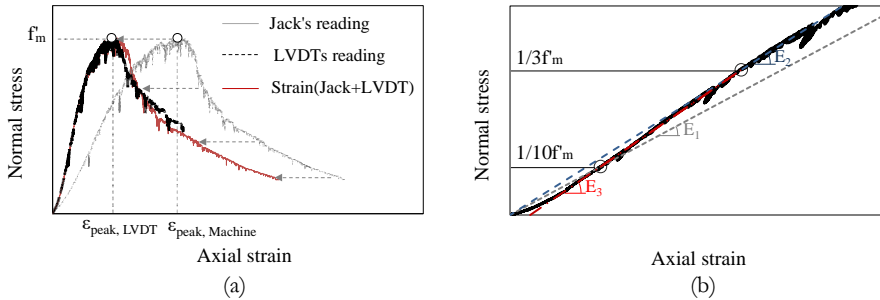 Normal stress
f'm
Jack's reading
LVDTs reading
Strain(Jack+LVDT)
εpeak, LVDT
εpeak, Machine
Axial strain
(a)
Normal stress
1/3f'm
1/10f'm
E2
E1
E3
Axial strain
(b)